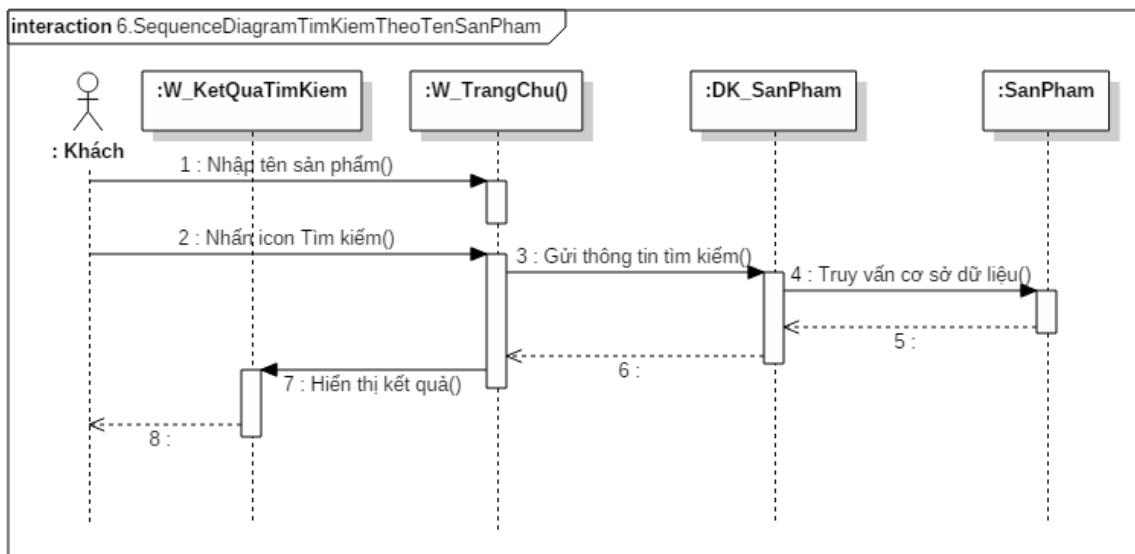 interaction 6.SequenceDiagramTimKiemTheoTenSanPham
:W_KetQuaTimKiem
:W_TrangChu()
:DK_SanPham
:SanPham
: Khách
1 : Nhập tên sản phẩm()
2 : Nhấn icon Tìm kiếm()
3 : Gửi thông tin tìm kiếm()
4 : Truy vấn cơ sở dữ liệu()
5 :
6 :
7 : Hiển thị kết quả()
8 :